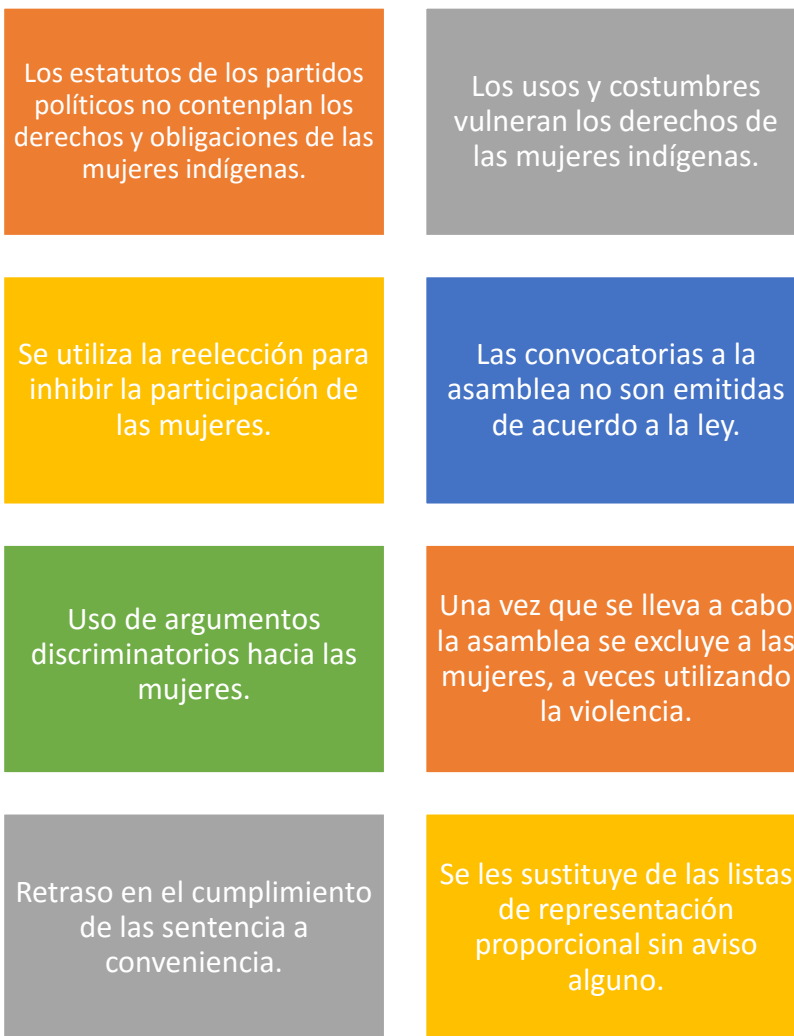 Los estatutos de los partidos
políticos no contenplan los
derechos y obligaciones de las
mujeres indígenas.
Los usos y costumbres
vulneran los derechos de
las mujeres indígenas.
Se utiliza la reelección para
inhibir la participación de
las mujeres.
Las convocatorias a la
asamblea no son emitidas
de acuerdo a la ley.
Uso de argumentos
discriminatorios hacia las
mujeres.
Una vez que se lleva a cabo
la asamblea se excluye a las
mujeres, a veces utilizando
la violencia.
Retraso en el cumplimiento
de las sentencia a
conveniencia.
Se les sustituye de las listas
de representación
proporcional sin aviso
alguno.